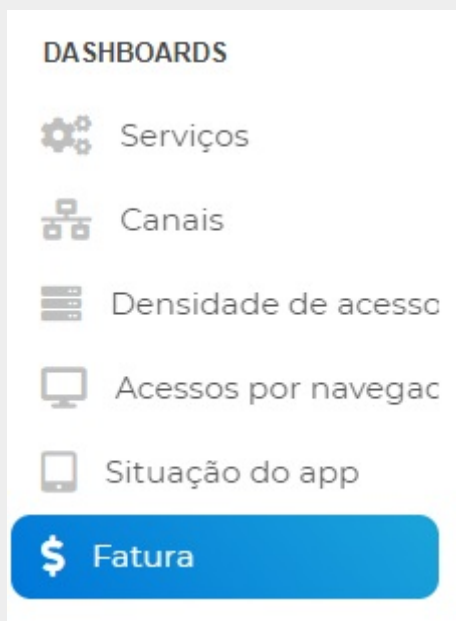 DASHBOARDS
Serviços
Canais
Densidade de acesso
Acessos por navegac
Situação do app
$ Fatura